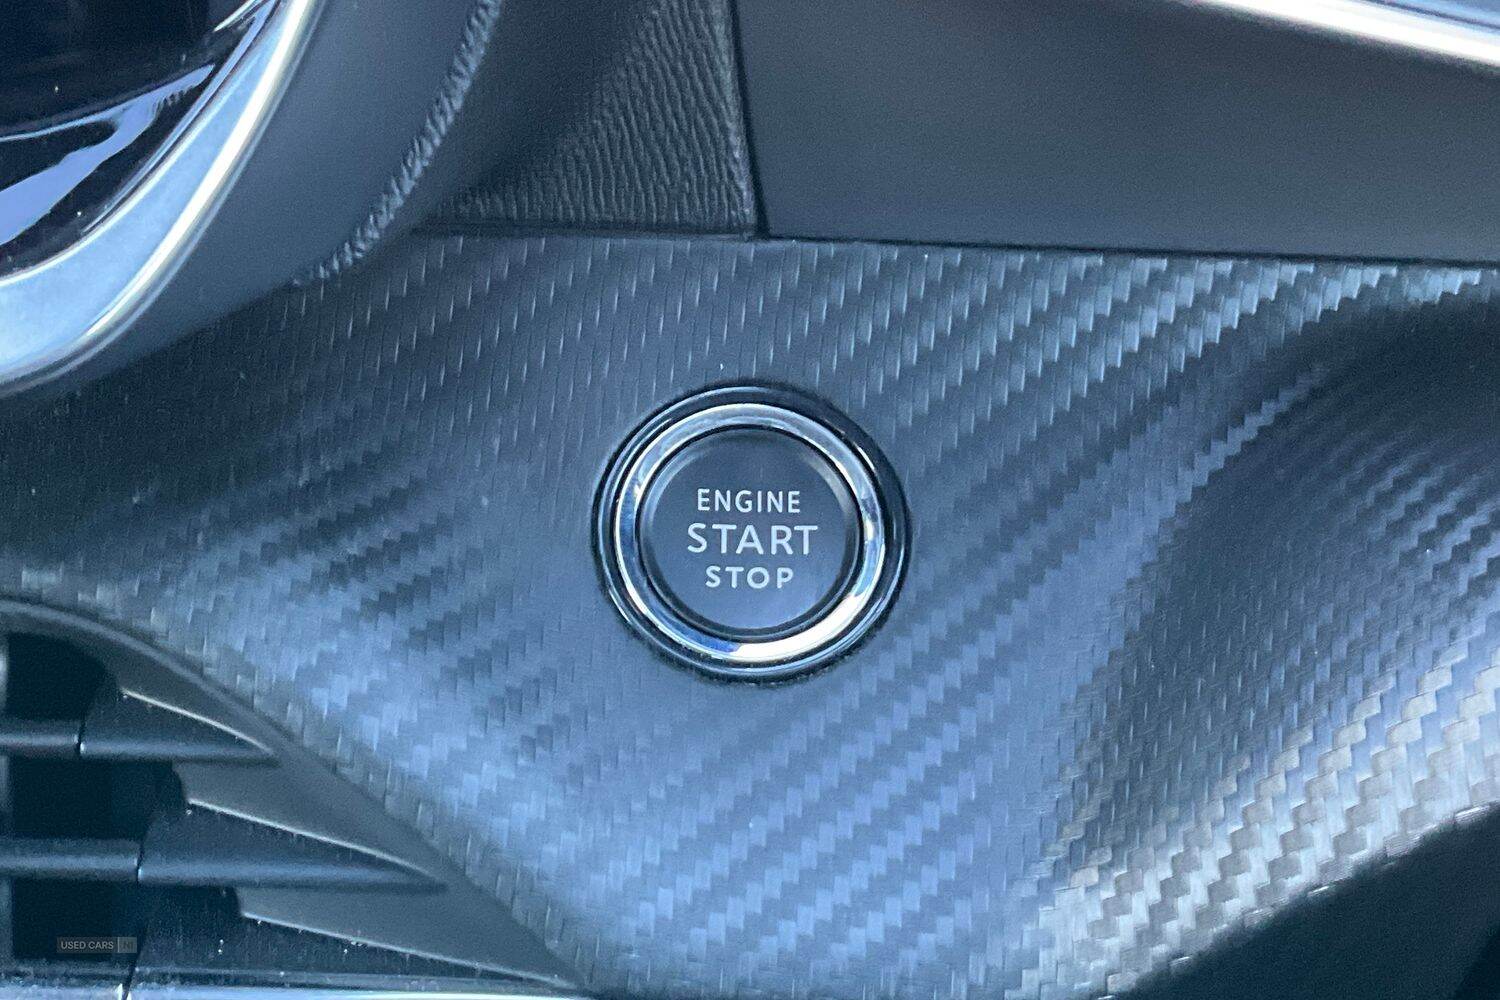 ENGINE
START
STOP
USED CARS NI